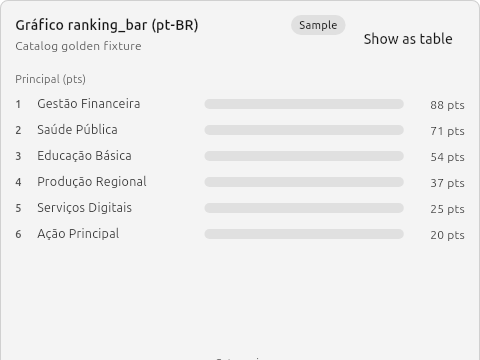 Gráfico ranking_bar (pt-BR)
Sample
Show as table
Catalog golden fixture
Principal (pts)
1 Gestão Financeira 88 pts
2 Saúde Pública 71 pts
3 Educação Básica 54 pts
4 Produção Regional 37 pts
5 Serviços Digitais 25 pts
6 Ação Principal 20 pts